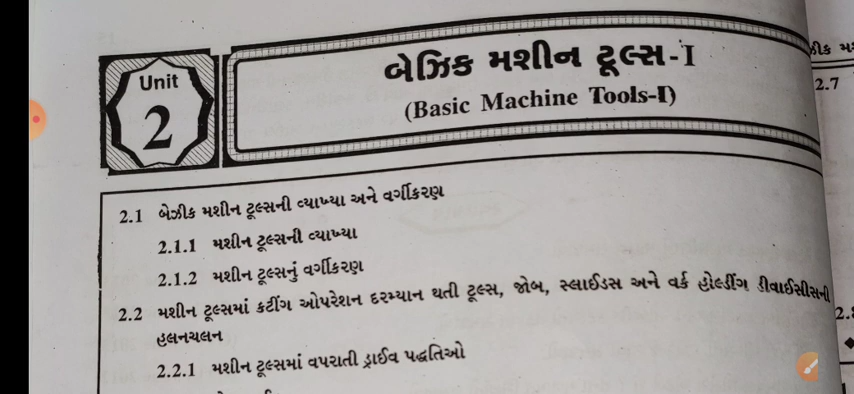 Unit
2
બેઝિક મશીન ટૂલ્સ-I
(Basic Machine Tools-I)
2.1 બેઝીક મશીન ટૂલ્સની વ્યાખ્યા અને વર્ગીકરણ
2.1.1 મશીન ટૂલ્સની વ્યાખ્યા
2.1.2 મશીન ટૂલ્સનું વર્ગીકરણ
2.2 મશીન ટૂલ્સમાં કટીંગ ઓપરેશન દરમ્યાન થતી ટૂલ્સ, જોબ, સ્લાઈડસ અને વર્ક હોલ્ડીંગ ડીવાઈસીસની
હલનચલન
2.2.1 મશીન ટૂલ્સમાં વપરાતી ડ્રાઈવ પદ્ધતિઓ
2.7